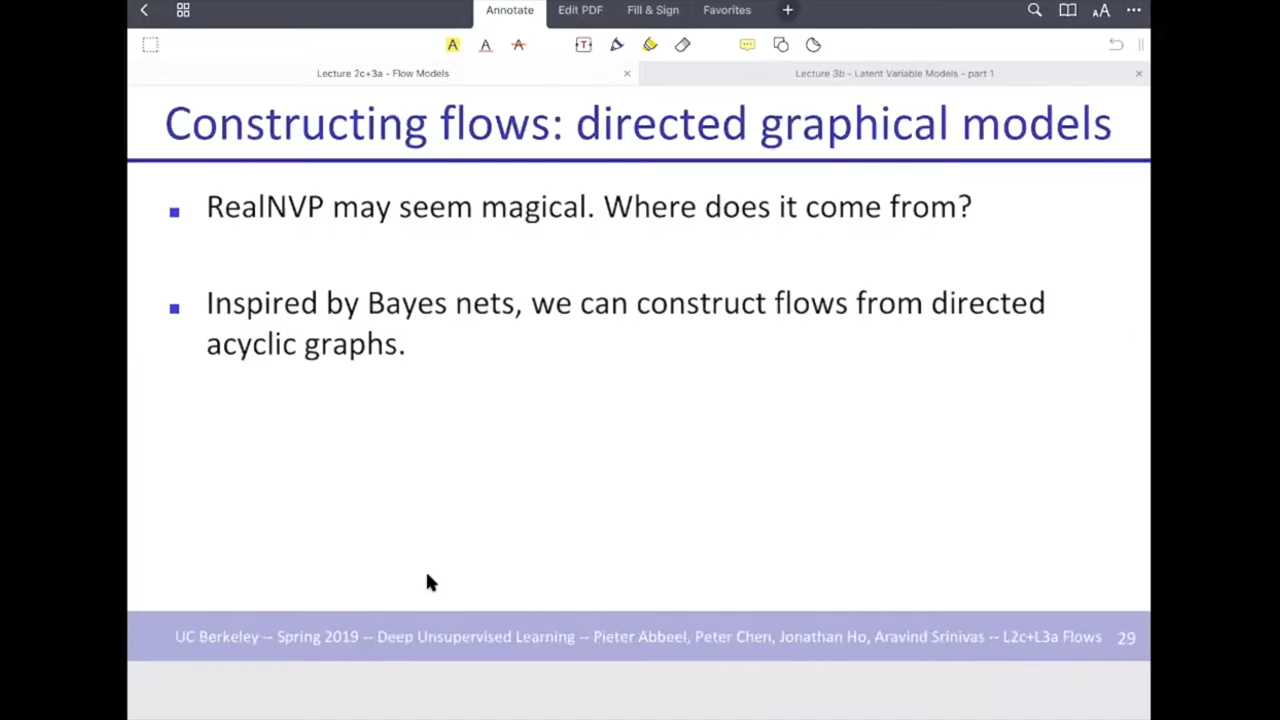 Annotate Edit PDF Fill & Sign Favorites
Lecture 2c+3a - Flow Models Lecture 3b - Latent Variable Models - part 1
Constructing flows: directed graphical models
RealNVP may seem magical. Where does it come from?
Inspired by Bayes nets, we can construct flows from directed
acyclic graphs.
UC Berkeley -- Spring 2019 -- Deep Unsupervised Learning -- Pieter Abbeel, Peter Chen, Jonathan Ho, Aravind Srinivas -- L2c+L3a Flows 29